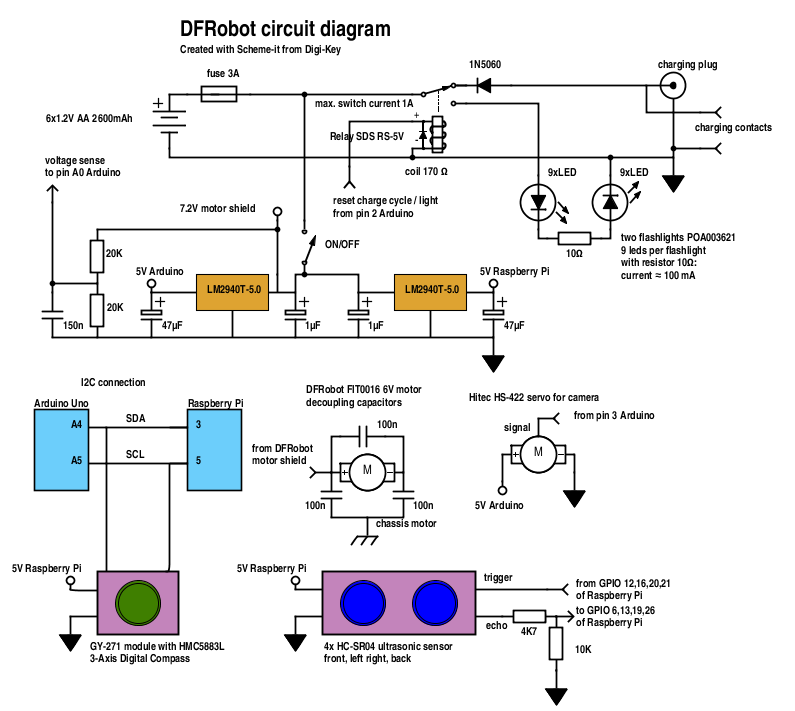 DFRobot circuit diagram
Created with Scheme-it from Digi-Key
fuse 3A
1N5060
charging plug
max. switch current 1A
6x1.2V AA 2600mAh
+
+
Relay SDS RS-5V
-
charging contacts
coil 170 Ω
voltage sense
to pin A0 Arduino
reset charge cycle / light
from pin 2 Arduino
9xLED
9xLED
7.2V motor shield
ON/OFF
10Ω
two flashlights POA003621
9 leds per flashlight
with resistor 10Ω:
current ≈ 100 mA
20K
5V Arduino
LM2940T-5.0
LM2940T-5.0
5V Raspberry Pi
20K
+
+
+
+
150n
47µF
1µF
1µF
47µF
I2C connection
Arduino Uno
Raspberry Pi
A4
SDA
3
A5
SCL
5
DFRobot FIT0016 6V motor
decoupling capacitors
100n
from DFRobot
motor shield
+
M
-
100n
100n
chassis motor
Hitec HS-422 servo for camera
from pin 3 Arduino
signal
+
M
-
5V Arduino
5V Raspberry Pi
GY-271 module with HMC5883L
3-Axis Digital Compass
5V Raspberry Pi
trigger
from GPIO 12,16,20,21
of Raspberry Pi
echo
4K7
to GPIO 6,13,19,26
of Raspberry Pi
10K
4x HC-SR04 ultrasonic sensor
front, left right, back